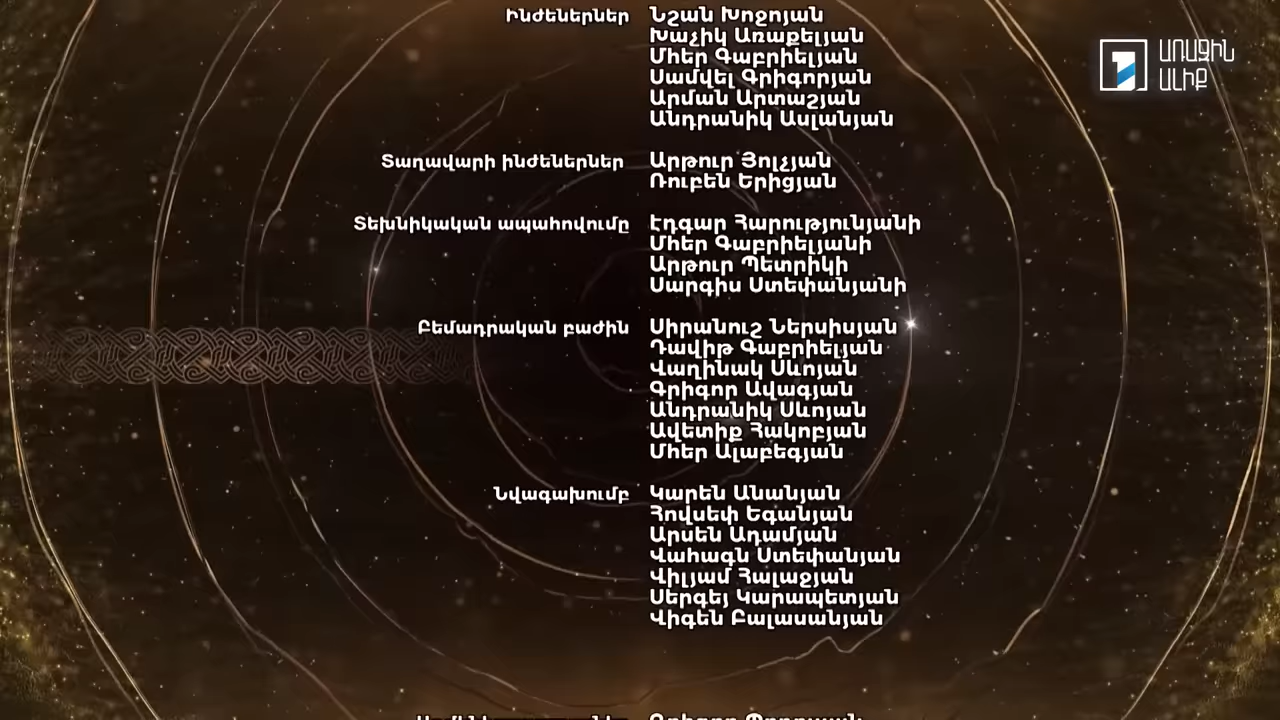 Ինժեներներ Նշան Խոջոյան
Խաչիկ Առաքելյան
Մհեր Գաբրիելյան
Սամվել Գրիգորյան
Արման Արտաշյան
Անդրանիկ Ասլանյան
ԱՌԱՋԻՆ
ԱԼԻՔ
Տաղավարի ինժեներներ Արթուր Յոլչյան
Ռուբեն Երիցյան
Տեխնիկական ապահովումը Էդգար Հարությունյանի
Մհեր Գաբրիելյանի
Արթուր Պետրիկի
Սարգիս Ստեփանյանի
Բեմադրական բաժին Սիրանուշ Ներսիսյան
Դավիթ Գաբրիելյան
Վաղինակ Սևոյան
Գրիգոր Ավագյան
Անդրանիկ Սևոյան
Ավետիք Հակոբյան
Մհեր Ալաբեգյան
Նվագախումբ Կարեն Անանյան
Հովսեփ Եգանյան
Արսեն Ադամյան
Վահագն Ստեփանյան
Վիլյամ Հալաջյան
Սերգեյ Կարապետյան
Վիգեն Բալասանյան